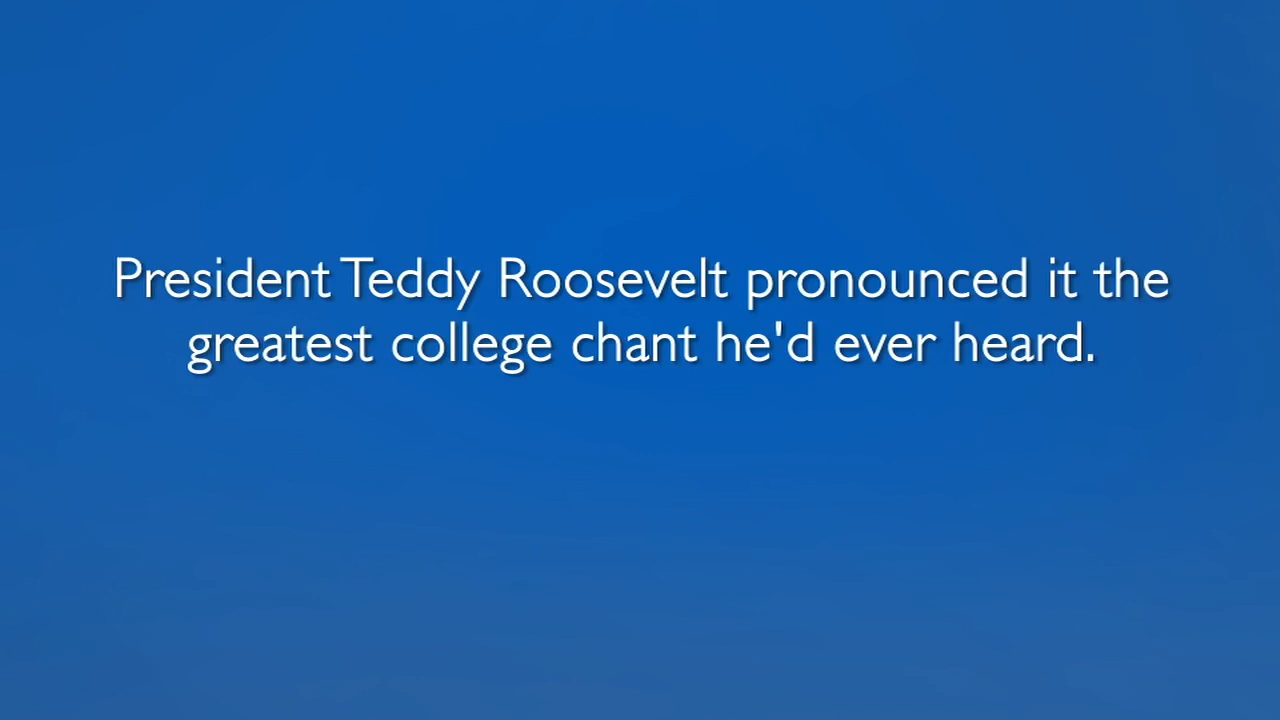 President Teddy Roosevelt pronounced it the
greatest college chant he'd ever heard.